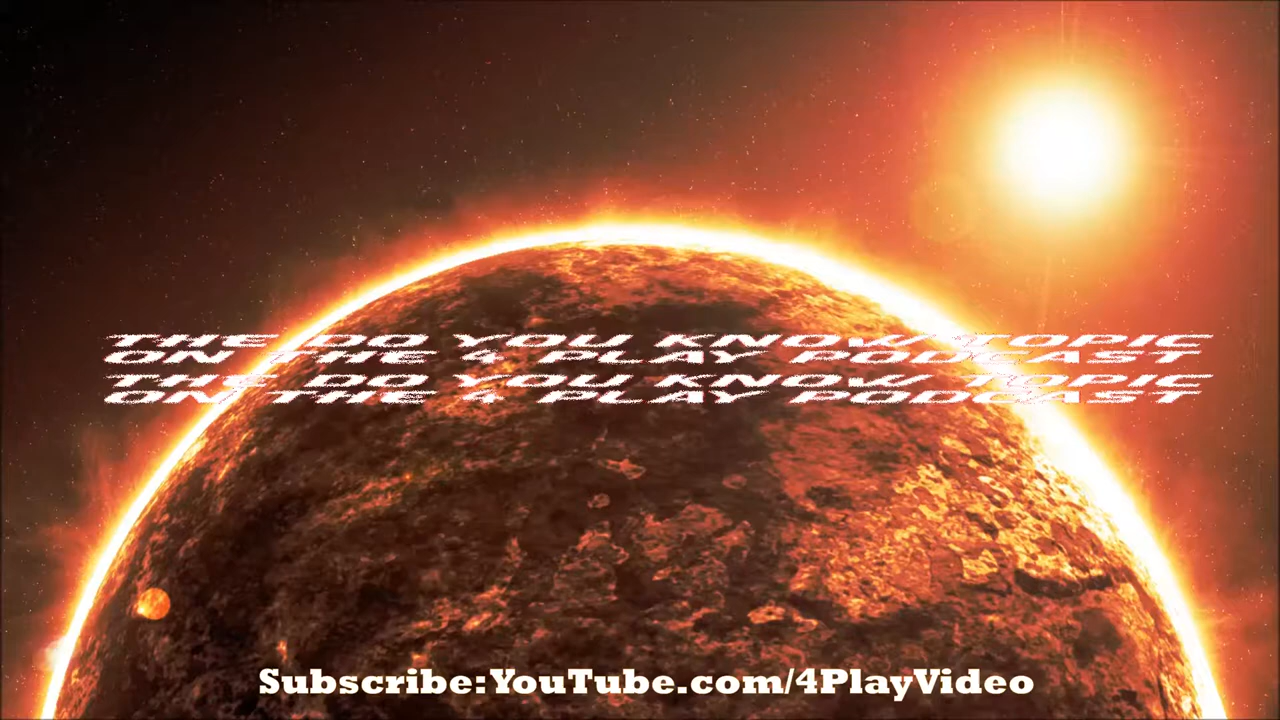 THE DO YOU KNOW TOPIC
ON THE 4 PLAY PODCAST
THE DO YOU KNOW TOPIC
ON THE 4 PLAY PODCAST
Subscribe:YouTube.com/4PlayVideo